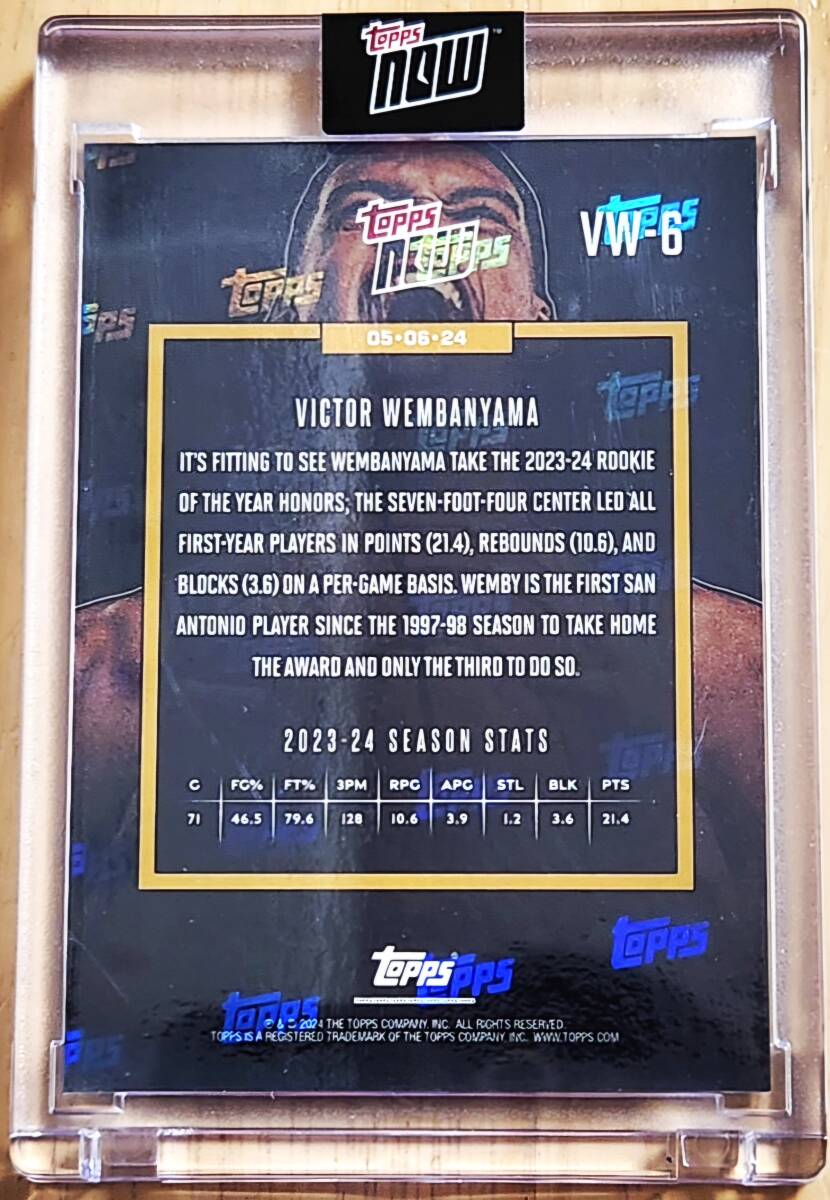 Topps
NOW™
Topps
NOW
Topps
VW-6
Topps
Topps
opps
05•06•24
Topps
VICTOR WEMBANYAMA
IT'S FITTING TO SEE WEMBANYAMA TAKE THE 2023-24 ROOKIE
OF THE YEAR HONORS; THE SEVEN-FOOT-FOUR CENTER LED ALL
FIRST-YEAR PLAYERS IN POINTS (21.4), REBOUNDS (10.6), AND
BLOCKS (3.6) ON A PER-GAME BASIS. WEMBY IS THE FIRST SAN
ANTONIO PLAYER SINCE THE 1997-98 SEASON TO TAKE HOME
THE AWARD AND ONLY THE THIRD TO DO SO.
2023-24 SEASON STATS
G FG% FT% 3PM RPG APG STL BLK PTS
71 46.5 79.6 128 10.6 3.9 1.2 3.6 21.4
Topps
Topps®
Topps
Topps
® & © 2024 THE TOPPS COMPANY, INC. ALL RIGHTS RESERVED.
TOPPS IS A REGISTERED TRADEMARK OF THE TOPPS COMPANY, INC. WWW.TOPPS.COM